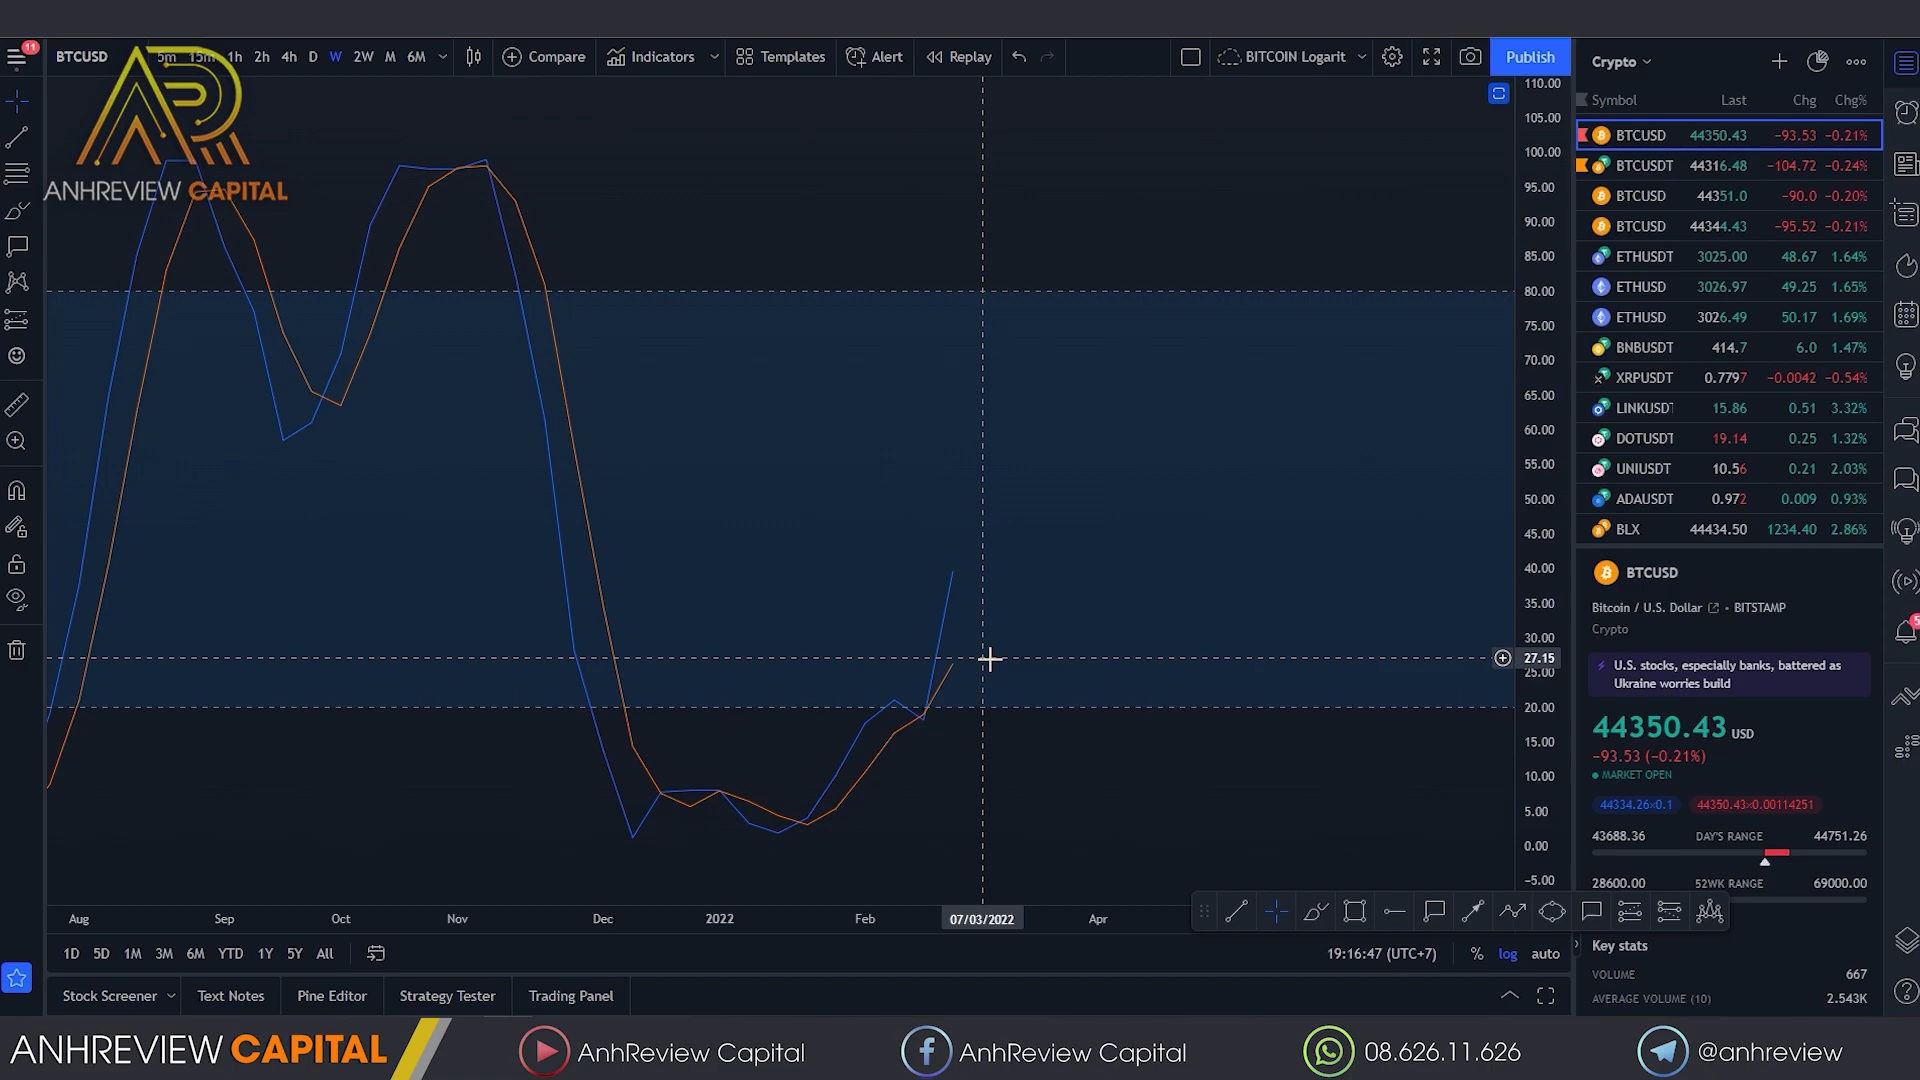 11
BTCUSD 5m 15m 1h 2h 4h D W 2W M 6M Compare Indicators Templates Alert Replay BITCOIN Logarit Publish
ANHREVIEW CAPITAL
110.00
105.00
100.00
95.00
90.00
85.00
80.00
75.00
70.00
65.00
60.00
55.00
50.00
45.00
40.00
35.00
30.00
27.15
25.00
20.00
15.00
10.00
5.00
0.00
−5.00
Aug Sep Oct Nov Dec 2022 Feb 07/03/2022 Apr
1D 5D 1M 3M 6M YTD 1Y 5Y All 19:16:47 (UTC+7) % log auto
Stock Screener Text Notes Pine Editor Strategy Tester Trading Panel
Crypto
Symbol Last Chg Chg%
BTCUSD 44350.43 −93.53 −0.21%
BTCUSDT 44316.48 −104.72 −0.24%
BTCUSD 44351.0 −90.0 −0.20%
BTCUSD 44344.43 −95.52 −0.21%
ETHUSDT 3025.00 48.67 1.64%
ETHUSD 3026.97 49.25 1.65%
ETHUSD 3026.49 50.17 1.69%
BNBUSDT 414.7 6.0 1.47%
XRPUSDT 0.7797 −0.0042 −0.54%
LINKUSDT 15.86 0.51 3.32%
DOTUSDT 19.14 0.25 1.32%
UNIUSDT 10.56 0.21 2.03%
ADAUSDT 0.972 0.009 0.93%
BLX 44434.50 1234.40 2.86%
BTCUSD
Bitcoin / U.S. Dollar • BITSTAMP
Crypto
5
U.S. stocks, especially banks, battered as
Ukraine worries build
44350.43 USD
−93.53 (−0.21%)
MARKET OPEN
44334.26×0.1 44350.43×0.00114251
43688.36 DAY'S RANGE 44751.26
28600.00 52WK RANGE 69000.00
Key stats
VOLUME 667
AVERAGE VOLUME (10) 2.543K
ANHREVIEW CAPITAL AnhReview Capital AnhReview Capital 08.626.11.626 @anhreview